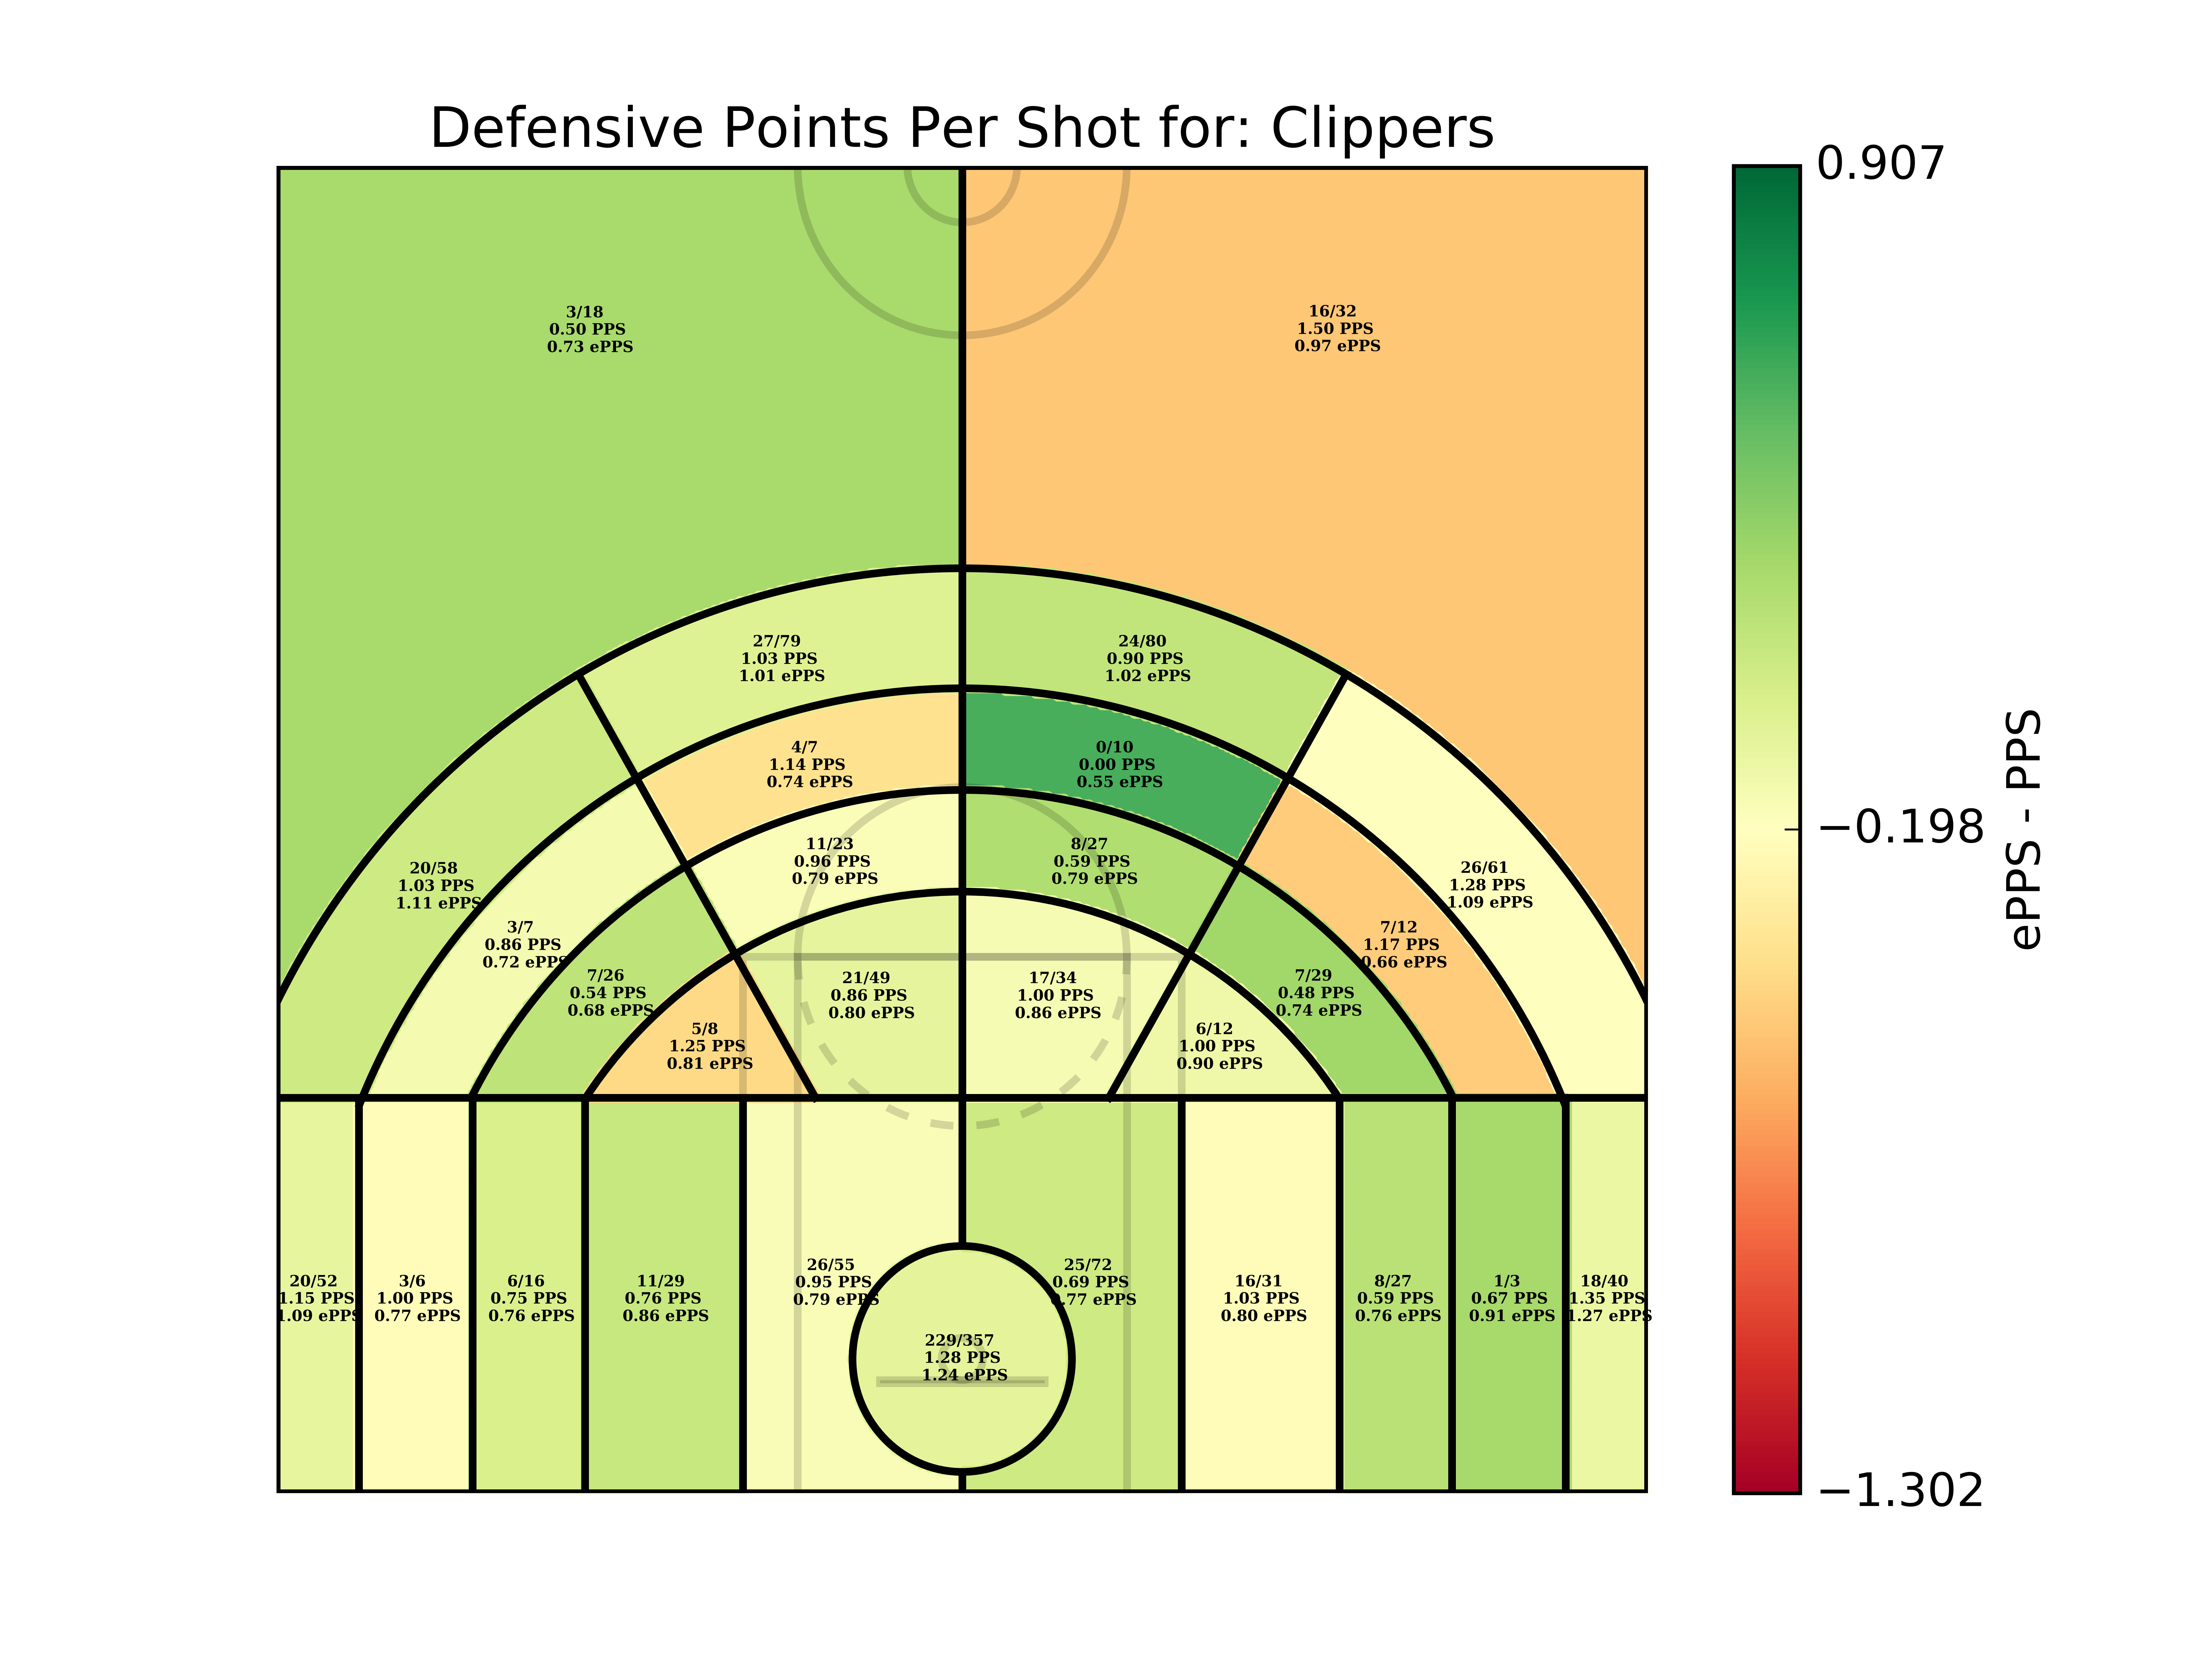 Defensive Points Per Shot for: Clippers
3/18
0.50 PPS
0.73 ePPS
16/32
1.50 PPS
0.97 ePPS
27/79
1.03 PPS
1.01 ePPS
24/80
0.90 PPS
1.02 ePPS
4/7
1.14 PPS
0.74 ePPS
0/10
0.00 PPS
0.55 ePPS
20/58
1.03 PPS
1.11 ePPS
11/23
0.96 PPS
0.79 ePPS
8/27
0.59 PPS
0.79 ePPS
26/61
1.28 PPS
1.09 ePPS
3/7
0.86 PPS
0.72 ePPS
7/12
1.17 PPS
0.66 ePPS
7/26
0.54 PPS
0.68 ePPS
21/49
0.86 PPS
0.80 ePPS
17/34
1.00 PPS
0.86 ePPS
7/29
0.48 PPS
0.74 ePPS
5/8
1.25 PPS
0.81 ePPS
6/12
1.00 PPS
0.90 ePPS
20/52
1.15 PPS
1.09 ePPS
3/6
1.00 PPS
0.77 ePPS
6/16
0.75 PPS
0.76 ePPS
11/29
0.76 PPS
0.86 ePPS
26/55
0.95 PPS
0.79 ePPS
25/72
0.69 PPS
0.77 ePPS
16/31
1.03 PPS
0.80 ePPS
8/27
0.59 PPS
0.76 ePPS
1/3
0.67 PPS
0.91 ePPS
18/40
1.35 PPS
1.27 ePPS
229/357
1.28 PPS
1.24 ePPS
0.907
−0.198
−1.302
ePPS - PPS